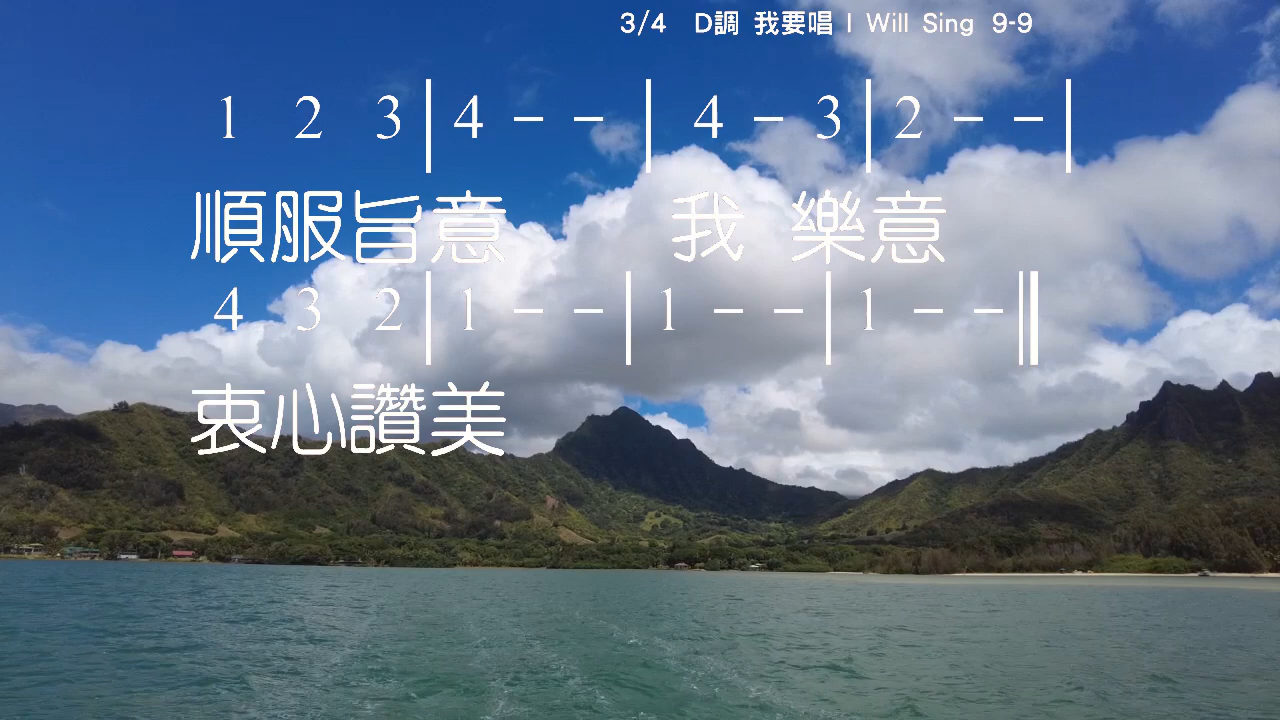 3/4 D調 我要唱 I Will Sing 9-9
1 2 3 | 4 - - | 4 - 3 | 2 - - |
順服旨意 我 樂意
4 3 2 | 1 - - | 1 - - | 1 - - ||
衷心讚美